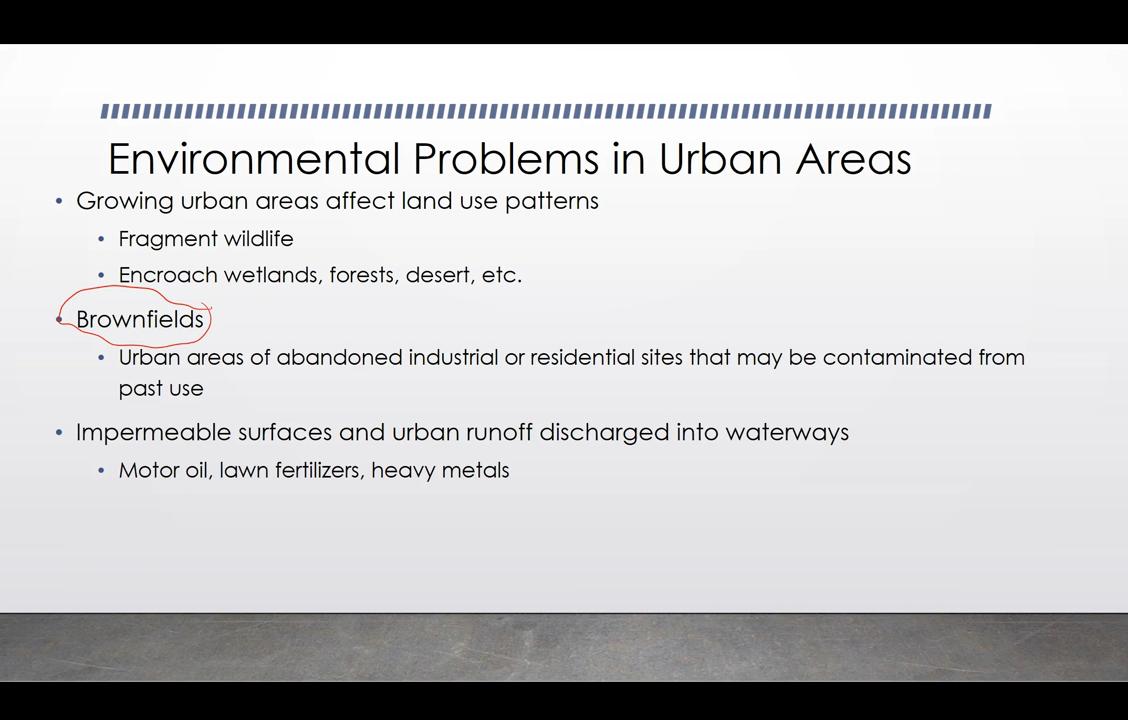 Environmental Problems in Urban Areas
• Growing urban areas affect land use patterns
• Fragment wildlife
• Encroach wetlands, forests, desert, etc.
• Brownfields
• Urban areas of abandoned industrial or residential sites that may be contaminated from
past use
• Impermeable surfaces and urban runoff discharged into waterways
• Motor oil, lawn fertilizers, heavy metals